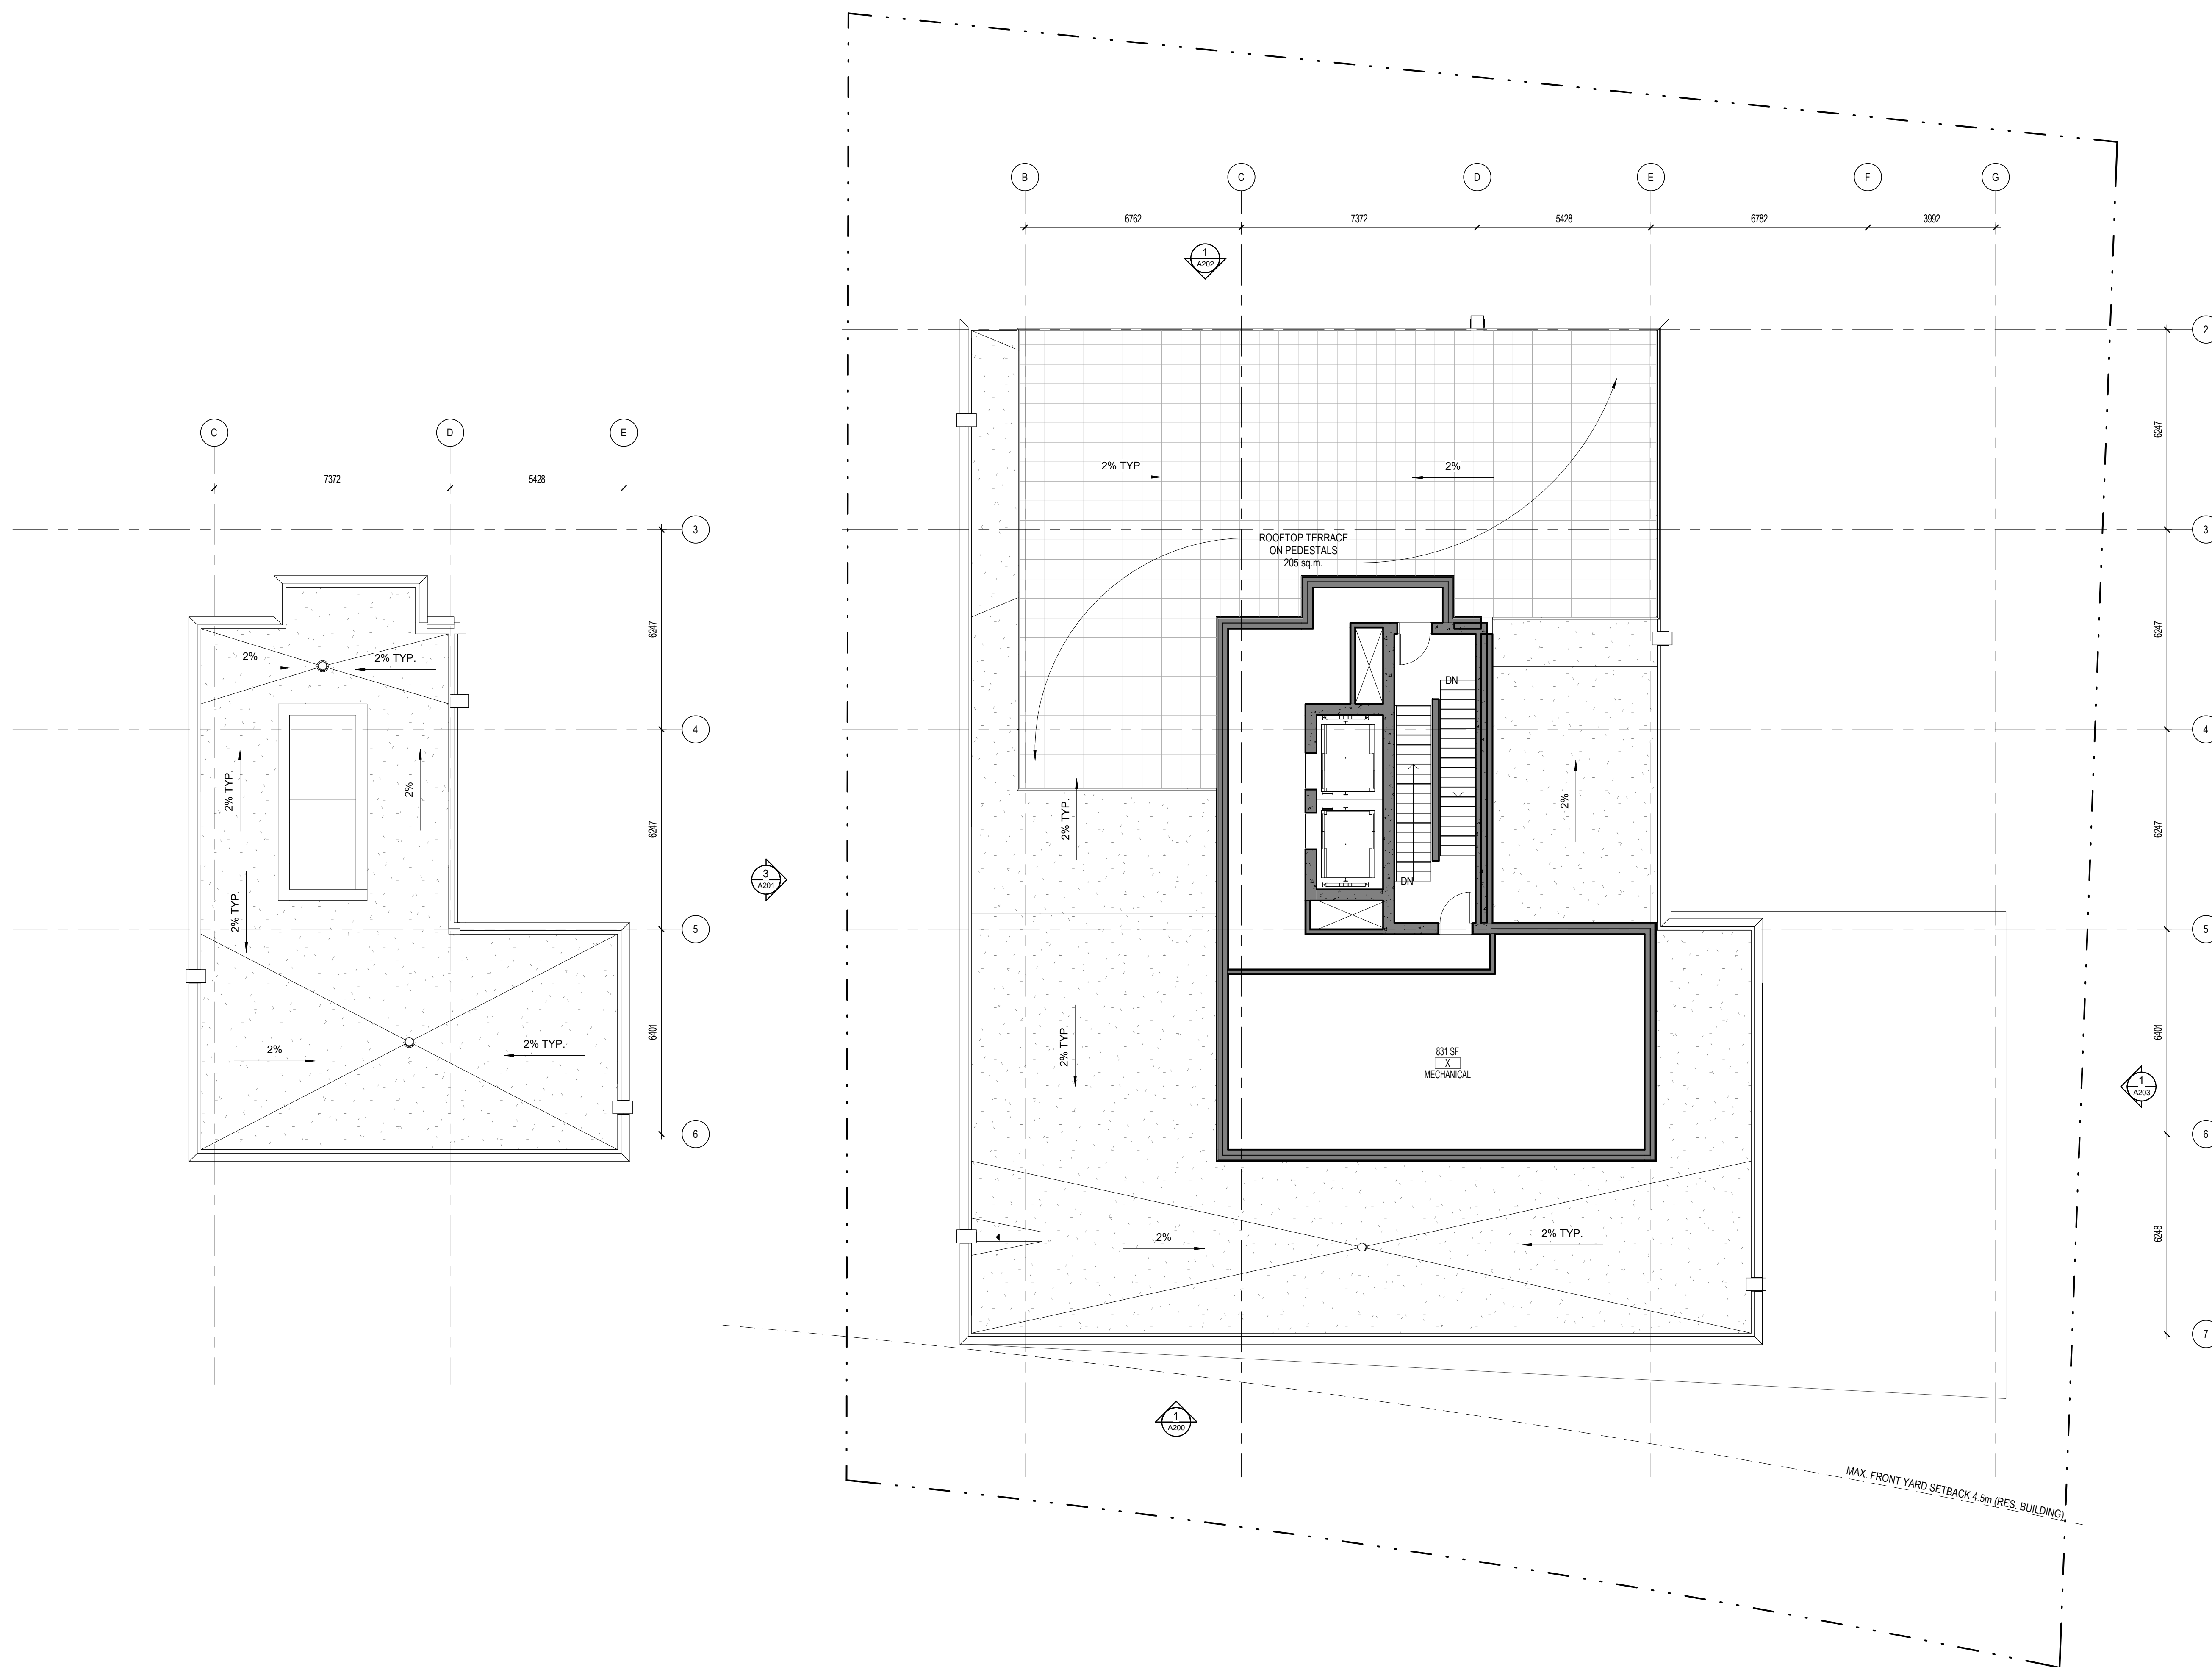 B
C
D
E
F
G
6762
7372
5428
6782
3992
1
A202
2
6247
3
6247
4
6247
5
6401
6
6248
7
2% TYP
2%
ROOFTOP TERRACE
ON PEDESTALS
205 sq.m.
DN
2% TYP.
2%
DN
2% TYP.
831 SF
X
MECHANICAL
2%
2% TYP.
1
A203
1
A200
MAX. FRONT YARD SETBACK 4.5m (RES. BUILDING)
C
D
E
7372
5428
3
6247
4
6247
5
6401
6
2%
2% TYP.
2% TYP.
2%
2% TYP.
2%
2% TYP.
3
A201